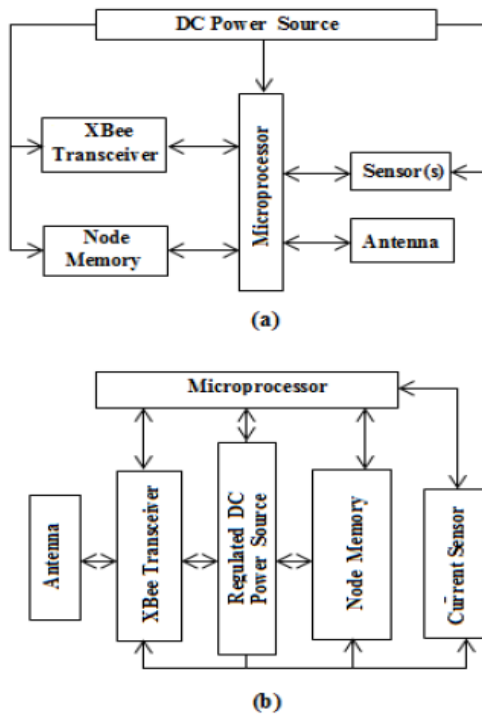 DC Power Source
XBee
Transceiver
Microprocessor
Sensor(s)
Node
Memory
Antenna
(a)
Microprocessor
Antenna
XBee Transceiver
Regulated DC
Power Source
Node Memory
Current Sensor
(b)